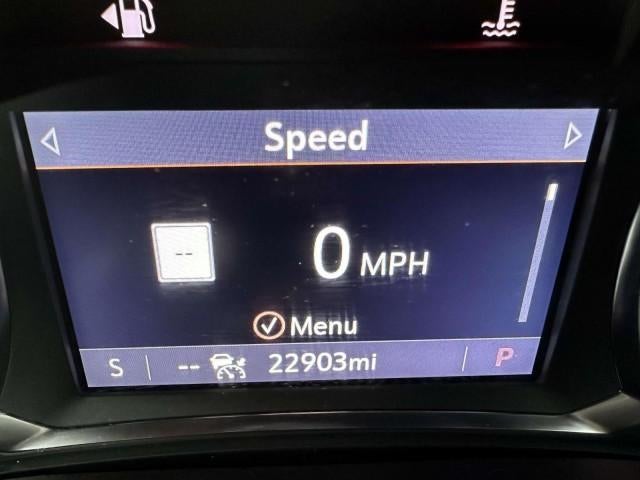 Speed
--
0 MPH
Menu
S -- 22903mi P